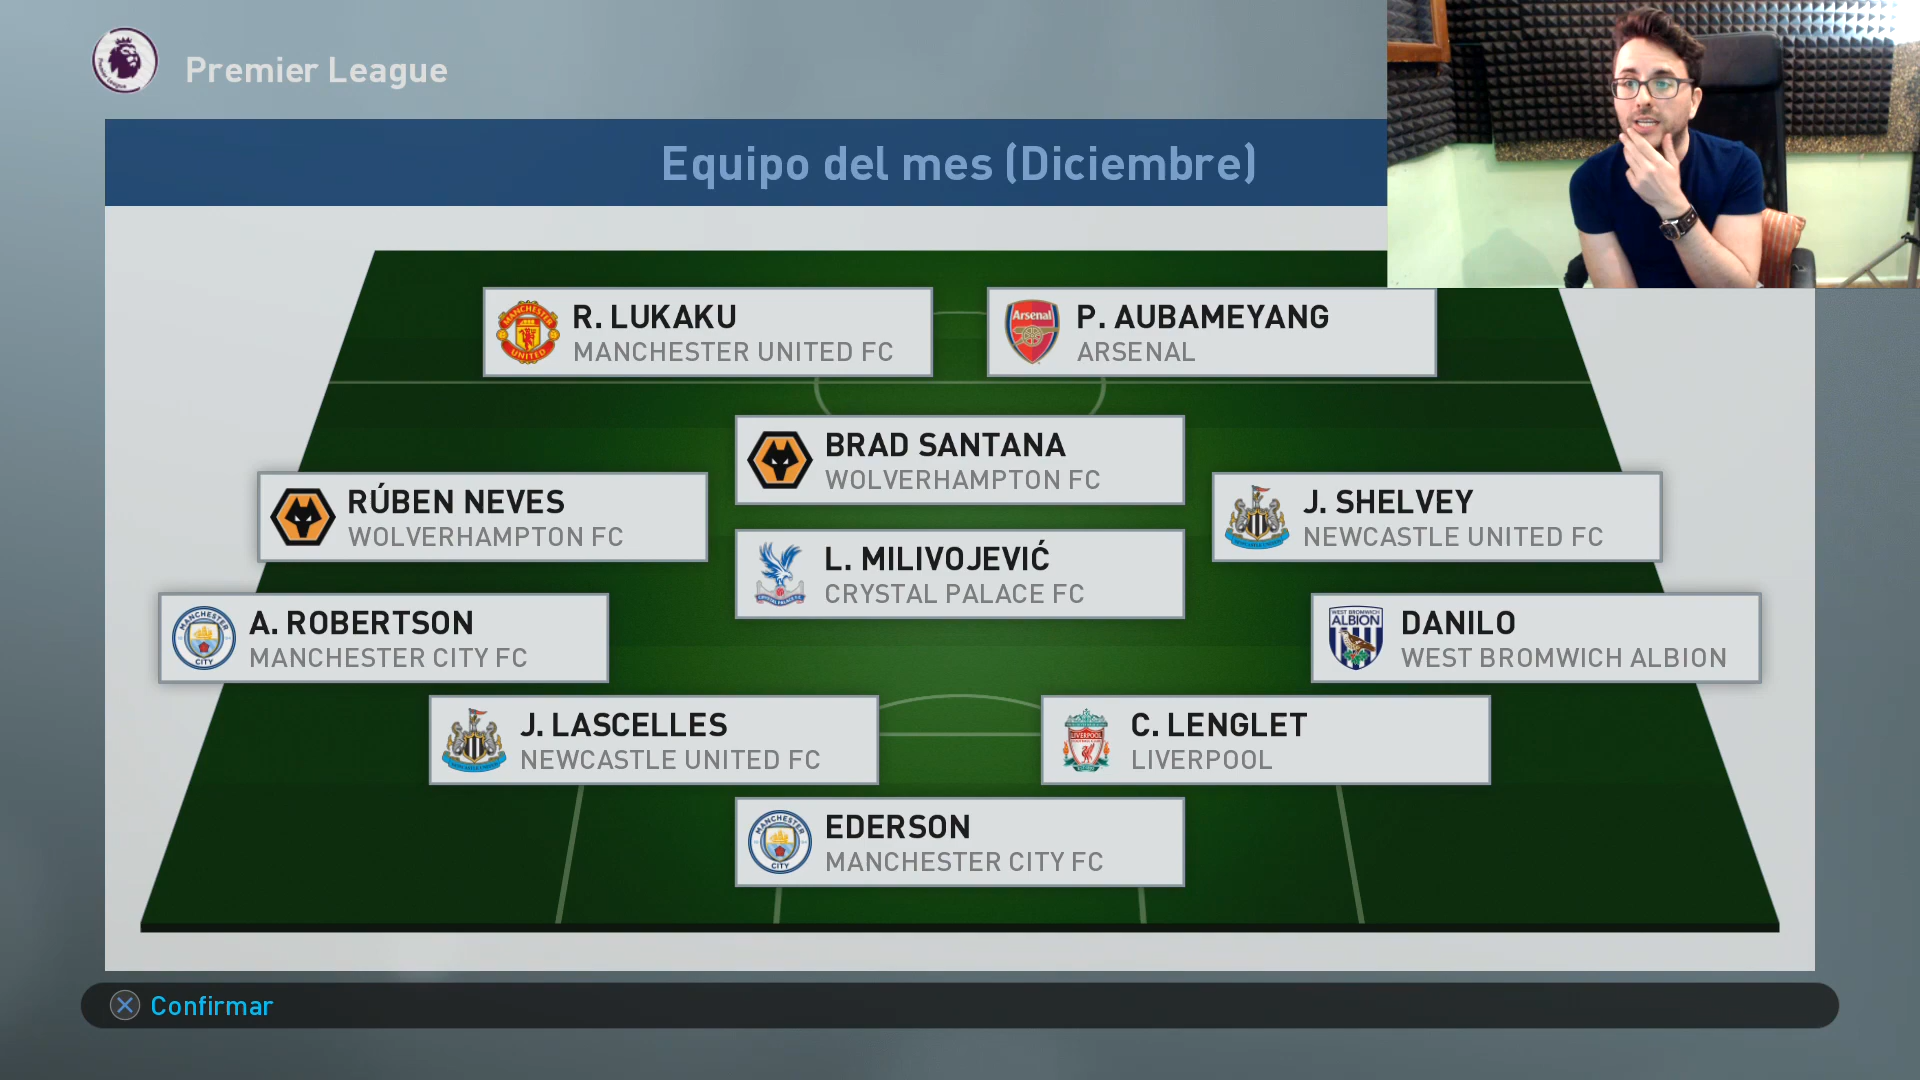 Premier League
Equipo del mes (Diciembre)
R. LUKAKU
MANCHESTER UNITED FC
P. AUBAMEYANG
ARSENAL
BRAD SANTANA
WOLVERHAMPTON FC
RÚBEN NEVES
WOLVERHAMPTON FC
J. SHELVEY
NEWCASTLE UNITED FC
L. MILIVOJEVIĆ
CRYSTAL PALACE FC
A. ROBERTSON
MANCHESTER CITY FC
DANILO
WEST BROMWICH ALBION
J. LASCELLES
NEWCASTLE UNITED FC
C. LENGLET
LIVERPOOL
EDERSON
MANCHESTER CITY FC
Confirmar